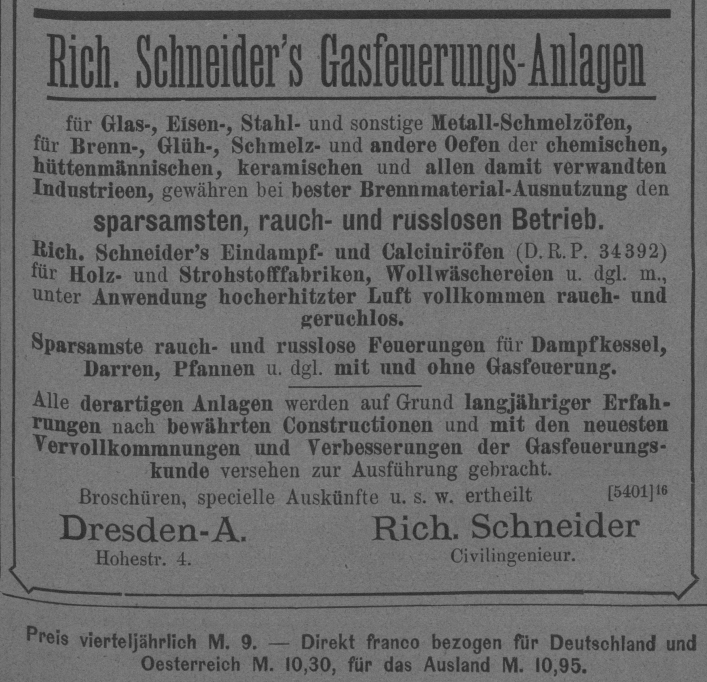 Rich. Schneider's Gasfeuerungs-Anlagen
für Glas-, Eisen-, Stahl- und sonstige Metall-Schmelzöfen,
für Brenn-, Glüh-, Schmelz- und andere Oefen der chemischen,
hüttenmännischen, keramischen und allen damit verwandten
Industrieen, gewähren bei bester Brennmaterial-Ausnutzung den
sparsamsten, rauch- und russlosen Betrieb.
Rich. Schneider's Eindampf- und Calciniröfen (D. R. P. 34392)
für Holz- und Strohstofffabriken, Wollwäschereien u. dgl. m.,
unter Anwendung hocherhitzter Luft vollkommen rauch- und
geruchlos.
Sparsamste rauch- und russlose Feuerungen für Dampfkessel,
Darren, Pfannen u. dgl. mit und ohne Gasfeuerung.
Alle derartigen Anlagen werden auf Grund langjähriger Erfah-
rungen nach bewährten Constructionen und mit den neuesten
Vervollkommnungen und Verbesserungen der Gasfeuerungs-
kunde versehen zur Ausführung gebracht.
Broschüren, specielle Auskünfte u. s. w. ertheilt [5401]16
Dresden-A. Rich. Schneider
Hohestr. 4. Civilingenieur.
Preis vierteljährlich M. 9. — Direkt franco bezogen für Deutschland und
Oesterreich M. 10,30, für das Ausland M. 10,95.